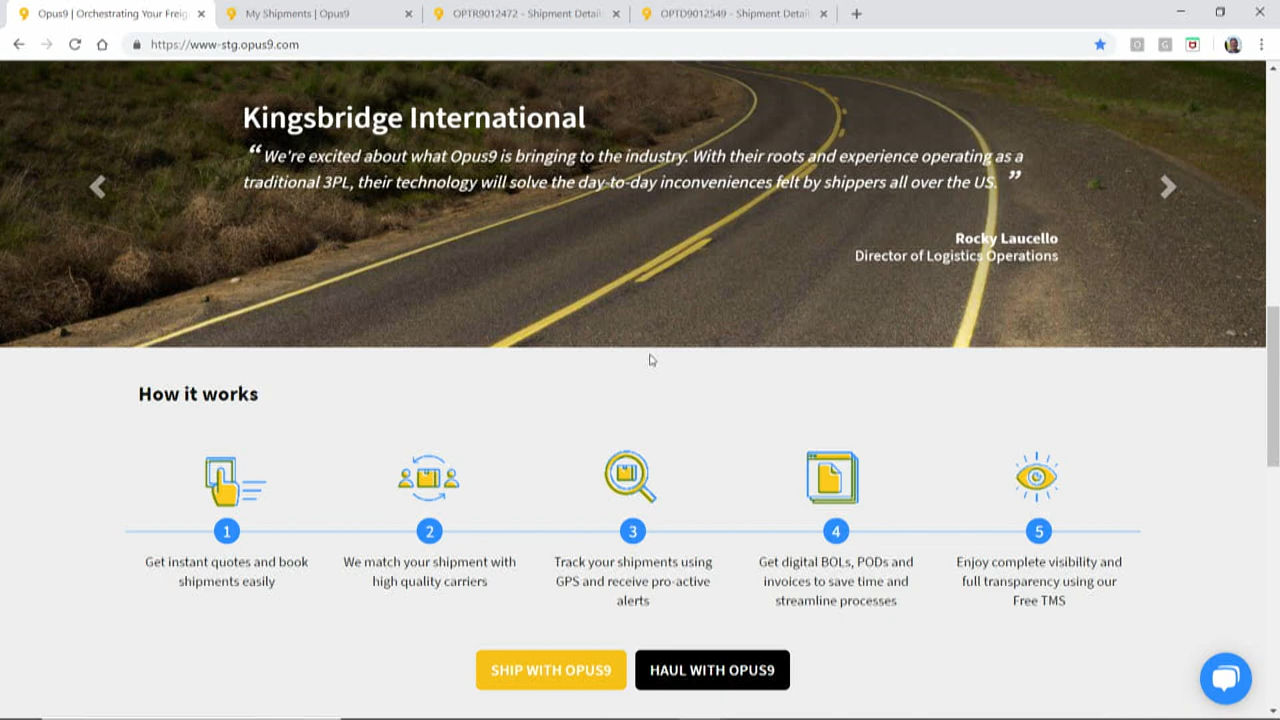 Opus9 | Orchestrating Your Freig
My Shipments | Opus9
OPTR9012472 - Shipment Detail
OPTD9012549 - Shipment Detail
https://www-stg.opus9.com
Kingsbridge International
“ We're excited about what Opus9 is bringing to the industry. With their roots and experience operating as a
traditional 3PL, their technology will solve the day-to-day inconveniences felt by shippers all over the US. ”
Rocky Laucello
Director of Logistics Operations
How it works
1
Get instant quotes and book
shipments easily
2
We match your shipment with
high quality carriers
3
Track your shipments using
GPS and receive pro-active
alerts
4
Get digital BOLs, PODs and
invoices to save time and
streamline processes
5
Enjoy complete visibility and
full transparency using our
Free TMS
SHIP WITH OPUS9
HAUL WITH OPUS9